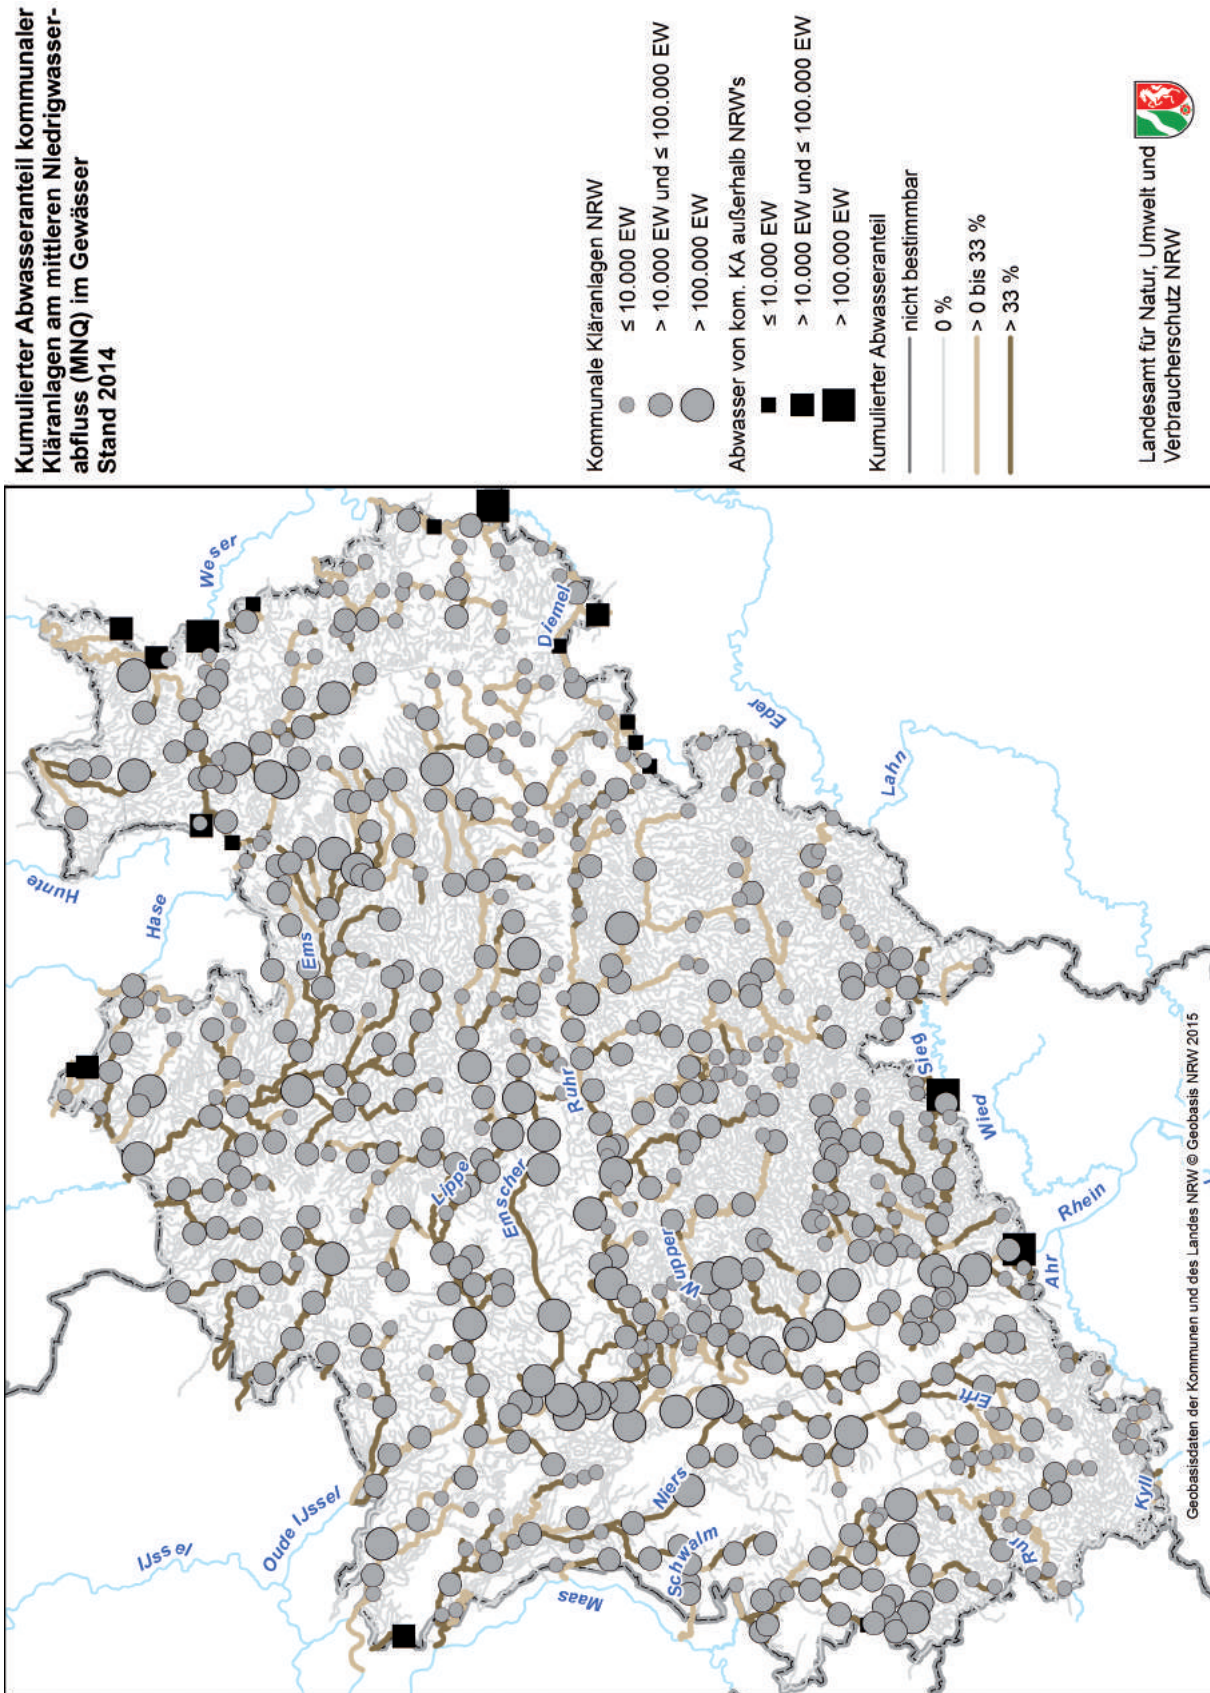 Kumulierter Abwasseranteil kommunaler
Kläranlagen am mittleren Niedrigwasser-
abfluss (MNQ) im Gewässer
Stand 2014
Kommunale Kläranlagen NRW
≤ 10.000 EW
> 10.000 EW und ≤ 100.000 EW
> 100.000 EW
Abwasser von kom. KA außerhalb NRW's
≤ 10.000 EW
> 10.000 EW und ≤ 100.000 EW
> 100.000 EW
Kumulierter Abwasseranteil
nicht bestimmbar
0 %
> 0 bis 33 %
> 33 %
Landesamt für Natur, Umwelt und
Verbraucherschutz NRW
Weser
Diemel
Eder
Lahn
Hunte
Hase
Ems
Lippe
Emscher
Ruhr
Wupper
Sieg
Wied
Rhein
Ahr
Erft
Kyll
Rur
Niers
Schwalm
Maas
Oude IJssel
IJssel
Geobasisdaten der Kommunen und des Landes NRW © Geobasis NRW 2015